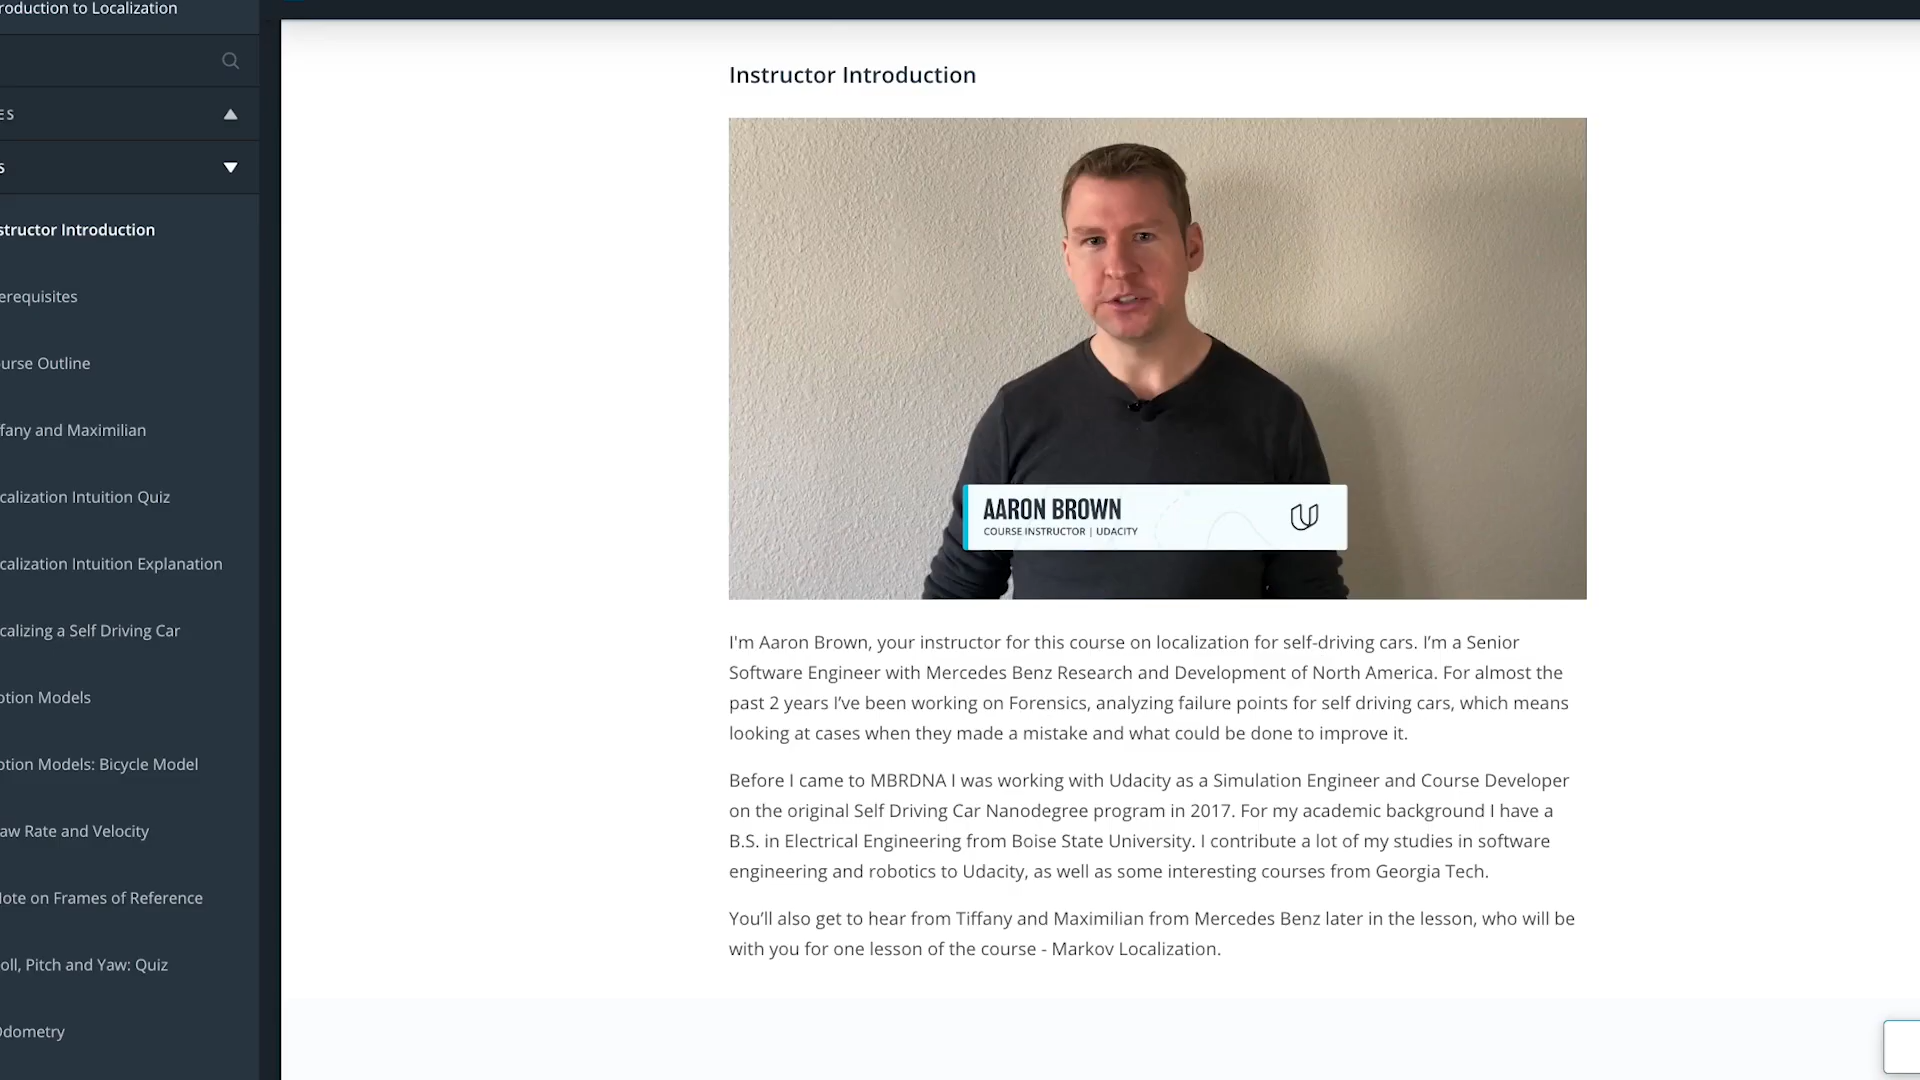 roduction to Localization
ES
S
structor Introduction
erequisites
urse Outline
fany and Maximilian
calization Intuition Quiz
calization Intuition Explanation
calizing a Self Driving Car
otion Models
otion Models: Bicycle Model
aw Rate and Velocity
Note on Frames of Reference
oll, Pitch and Yaw: Quiz
Odometry
Instructor Introduction
AARON BROWN
COURSE INSTRUCTOR | UDACITY
I'm Aaron Brown, your instructor for this course on localization for self-driving cars. I’m a Senior
Software Engineer with Mercedes Benz Research and Development of North America. For almost the
past 2 years I’ve been working on Forensics, analyzing failure points for self driving cars, which means
looking at cases when they made a mistake and what could be done to improve it.
Before I came to MBRDNA I was working with Udacity as a Simulation Engineer and Course Developer
on the original Self Driving Car Nanodegree program in 2017. For my academic background I have a
B.S. in Electrical Engineering from Boise State University. I contribute a lot of my studies in software
engineering and robotics to Udacity, as well as some interesting courses from Georgia Tech.
You’ll also get to hear from Tiffany and Maximilian from Mercedes Benz later in the lesson, who will be
with you for one lesson of the course - Markov Localization.